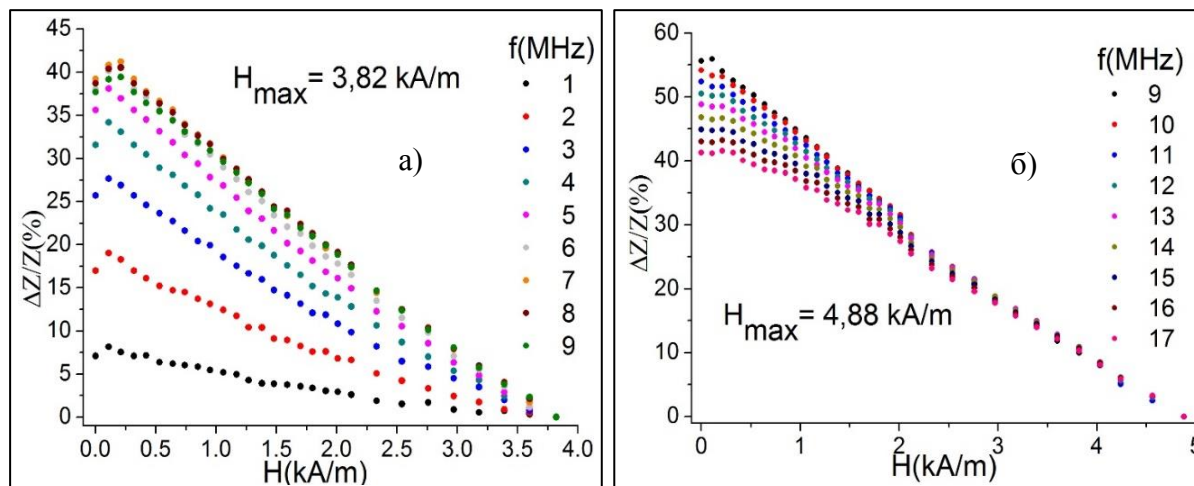 45
40
35
30
25
20
15
10
5
0
ΔZ/Z(%)
H_max = 3,82 kA/m
а)
f(MHz)
1
2
3
4
5
6
7
8
9
0.0 0.5 1.0 1.5 2.0 2.5 3.0 3.5 4.0
H(kA/m)
60
50
40
30
20
10
0
ΔZ/Z(%)
H_max = 4,88 kA/m
б)
f(MHz)
9
10
11
12
13
14
15
16
17
0 1 2 3 4 5
H(kA/m)